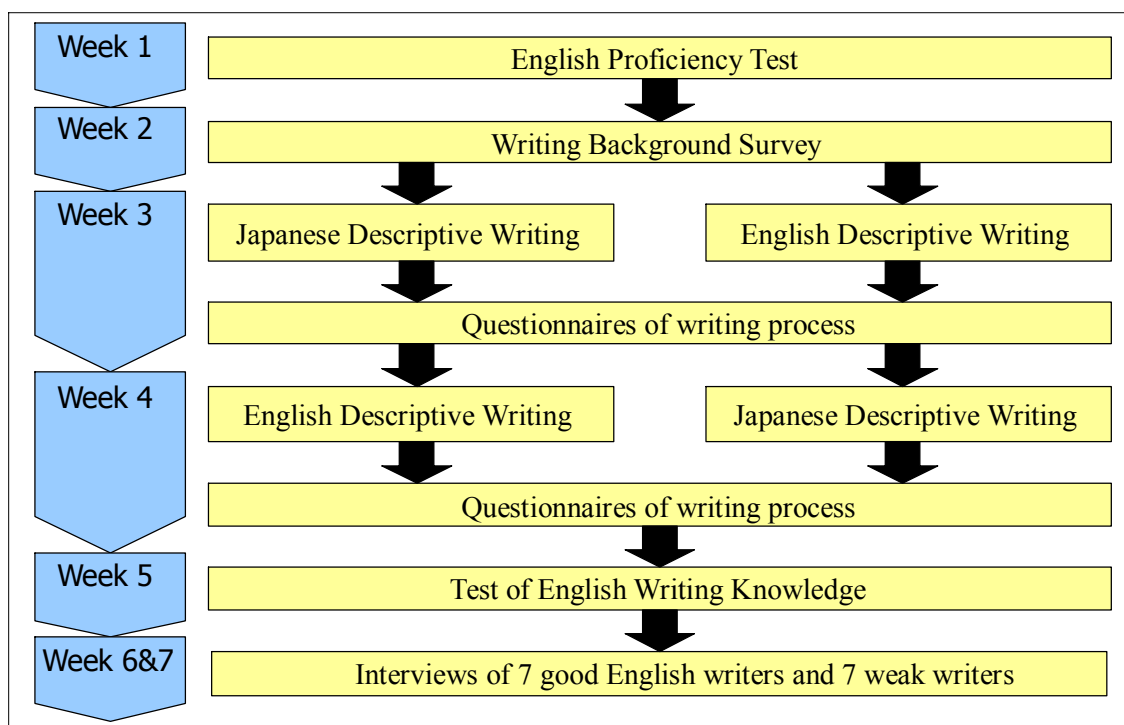 Week 1
English Proficiency Test
Week 2
Writing Background Survey
Week 3
Japanese Descriptive Writing
English Descriptive Writing
Questionnaires of writing process
Week 4
English Descriptive Writing
Japanese Descriptive Writing
Questionnaires of writing process
Week 5
Test of English Writing Knowledge
Week 6&7
Interviews of 7 good English writers and 7 weak writers